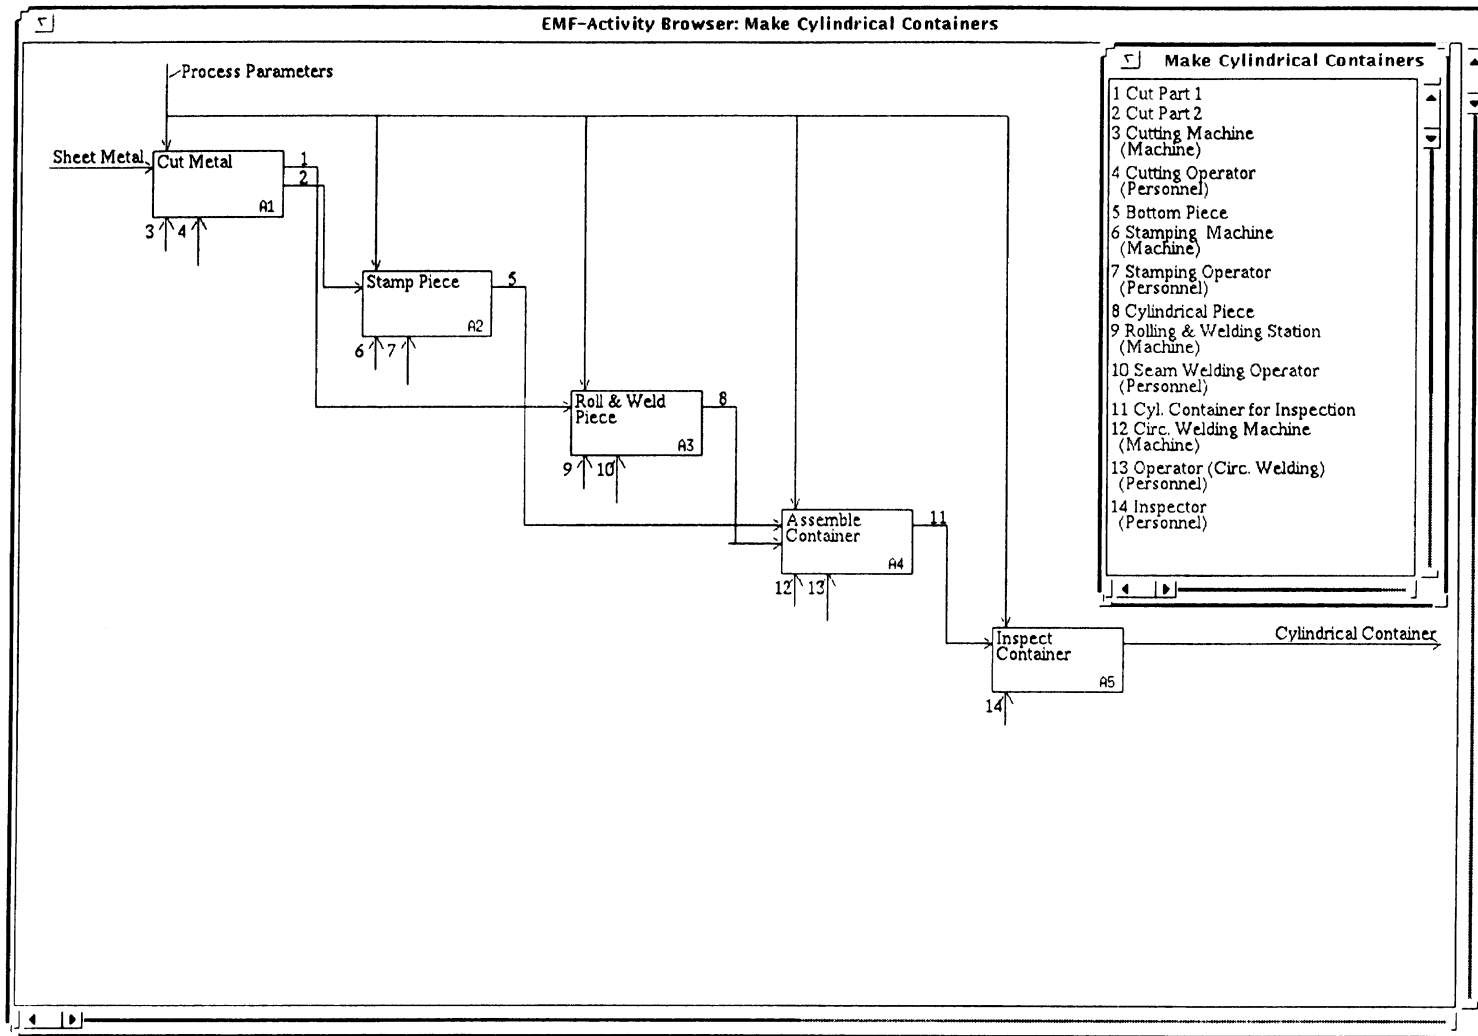 EMF-Activity Browser: Make Cylindrical Containers
Process Parameters
Sheet Metal
Cut Metal
A1
1
2
3
4
Stamp Piece
A2
5
6
7
Roll & Weld
Piece
A3
8
9
10
Assemble
Container
A4
11
12
13
Inspect
Container
A5
14
Cylindrical Container
Make Cylindrical Containers
1 Cut Part 1
2 Cut Part 2
3 Cutting Machine
(Machine)
4 Cutting Operator
(Personnel)
5 Bottom Piece
6 Stamping Machine
(Machine)
7 Stamping Operator
(Personnel)
8 Cylindrical Piece
9 Rolling & Welding Station
(Machine)
10 Seam Welding Operator
(Personnel)
11 Cyl. Container for Inspection
12 Circ. Welding Machine
(Machine)
13 Operator (Circ. Welding)
(Personnel)
14 Inspector
(Personnel)